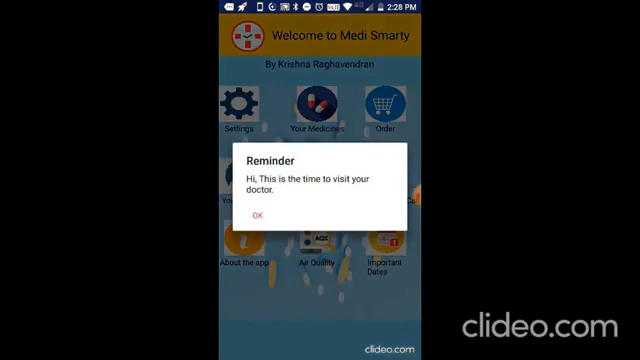 2:28 PM
Welcome to Medi Smarty
By Krishna Raghavendran
Settings
Your Medicines
Order
Reminder
Hi, This is the time to visit your
doctor.
OK
AQI
About the app
Air Quality
Important
Dates
clideo.com
clideo.com